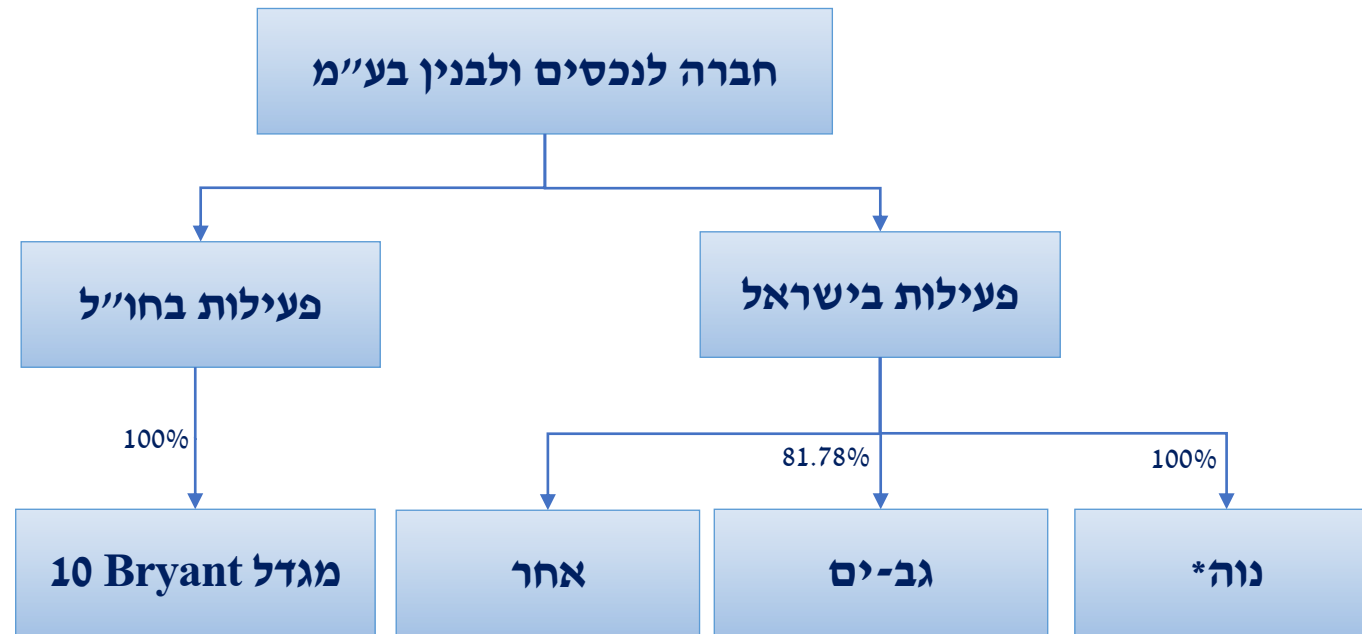 חברה לנכסים ולבנין בע״מ
פעילות בישראל
פעילות בחו״ל
100%
81.78%
100%
נוה*
גב-ים
אחר
מגדל 10 Bryant